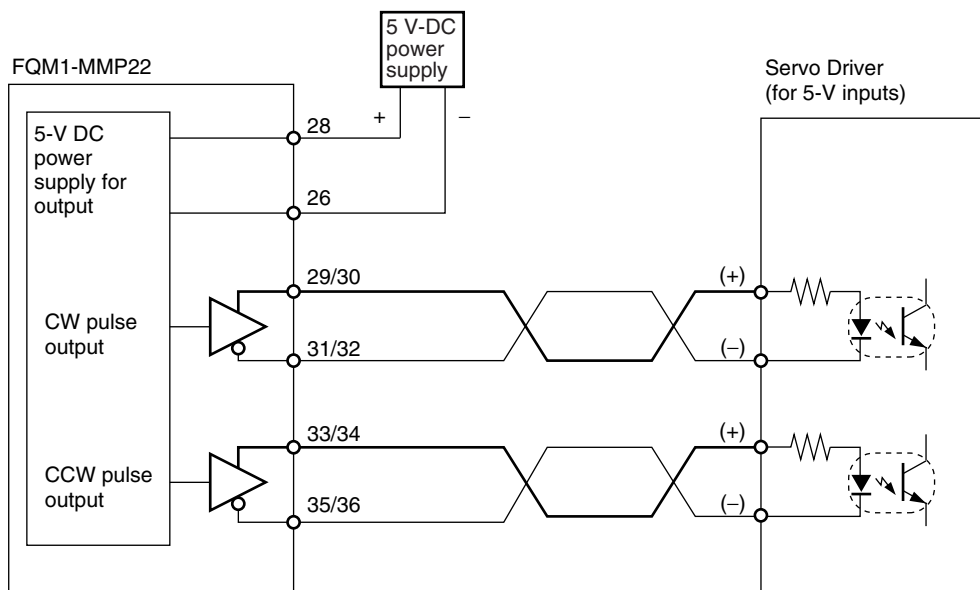 5 V-DC
power
supply
FQM1-MMP22
Servo Driver
(for 5-V inputs)
+
−
28
5-V DC
power
supply for
output
26
29/30
(+)
CW pulse
output
31/32
(−)
33/34
(+)
CCW pulse
output
35/36
(−)